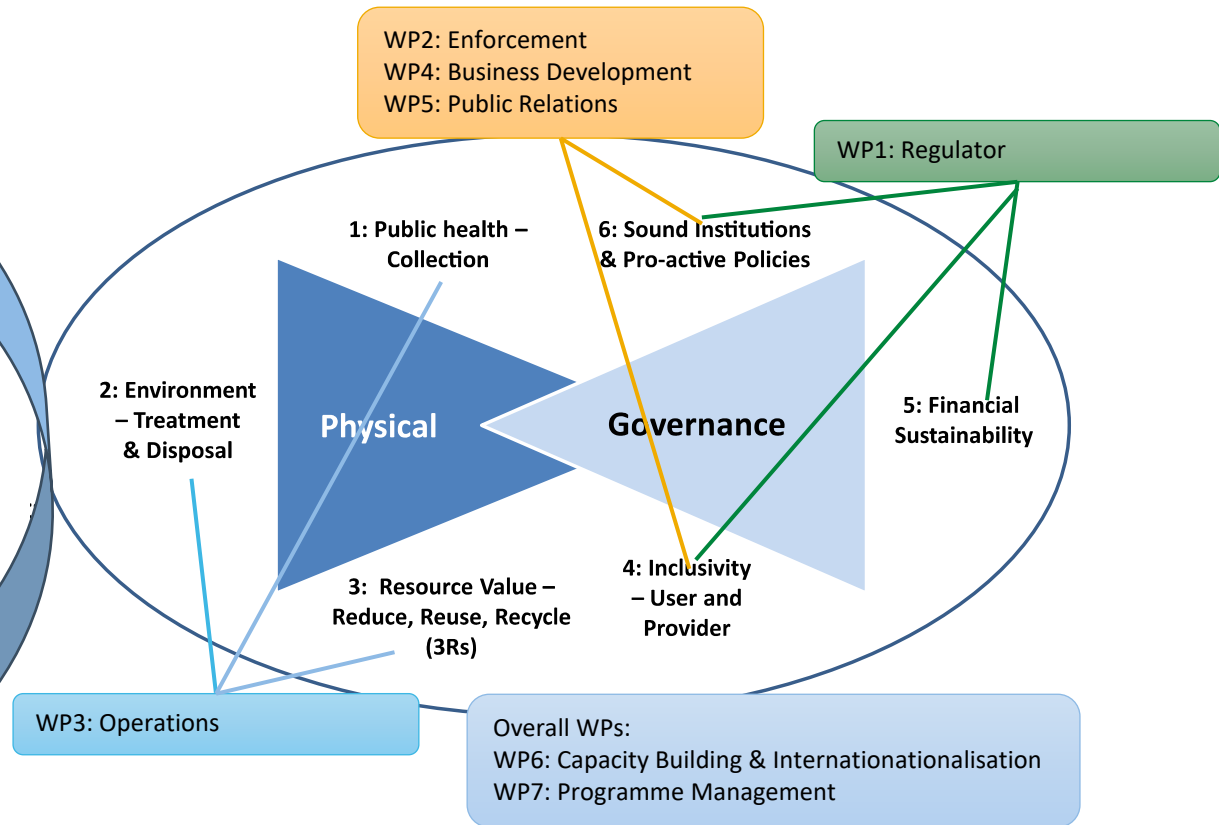 WP2: Enforcement
WP4: Business Development
WP5: Public Relations
WP1: Regulator
1: Public health –
Collection
6: Sound Institutions
& Pro-active Policies
2: Environment
– Treatment
& Disposal
Physical
Governance
5: Financial
Sustainability
3: Resource Value –
Reduce, Reuse, Recycle
(3Rs)
4: Inclusivity
– User and
Provider
WP3: Operations
Overall WPs:
WP6: Capacity Building & Internationationalisation
WP7: Programme Management